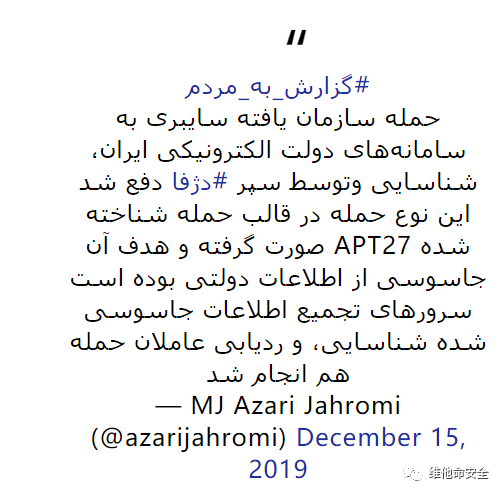 “
#گزارش_به_مردم
حمله سازمان یافته سایبری به
سامانه‌های دولت الکترونیکی ایران،
شناسایی وتوسط سپر #دژفا دفع شد
این نوع حمله در قالب حمله شناخته
شده APT27 صورت گرفته و هدف آن
جاسوسی از اطلاعات دولتی بوده است
سرورهای تجمیع اطلاعات جاسوسی
شده شناسایی، و ردیابی عاملان حمله
هم انجام شد
— MJ Azari Jahromi
(@azarijahromi) December 15,
2019
维他命安全